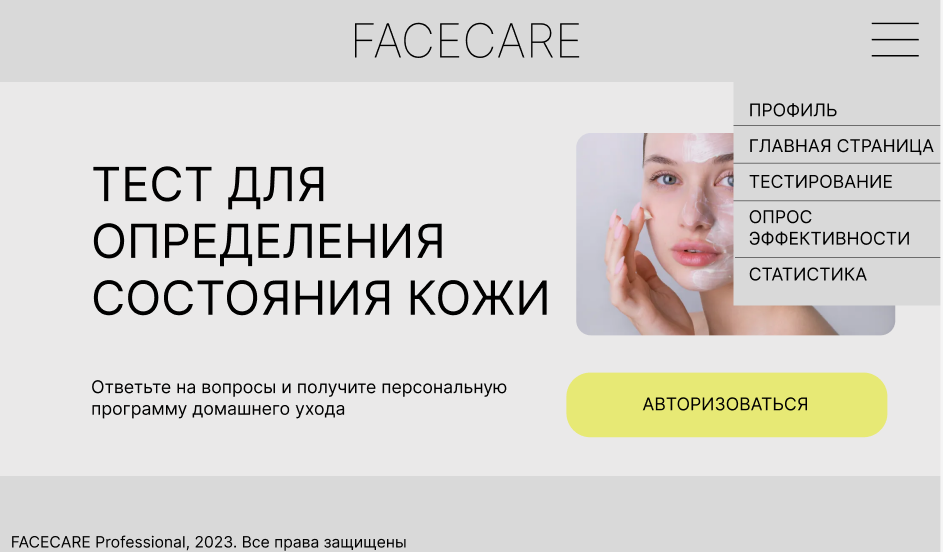 FACECARE
ПРОФИЛЬ
ГЛАВНАЯ СТРАНИЦА
ТЕСТИРОВАНИЕ
ОПРОС
ЭФФЕКТИВНОСТИ
СТАТИСТИКА
ТЕСТ ДЛЯ
ОПРЕДЕЛЕНИЯ
СОСТОЯНИЯ КОЖИ
Ответьте на вопросы и получите персональную
программу домашнего ухода
АВТОРИЗОВАТЬСЯ
FACECARE Professional, 2023. Все права защищены